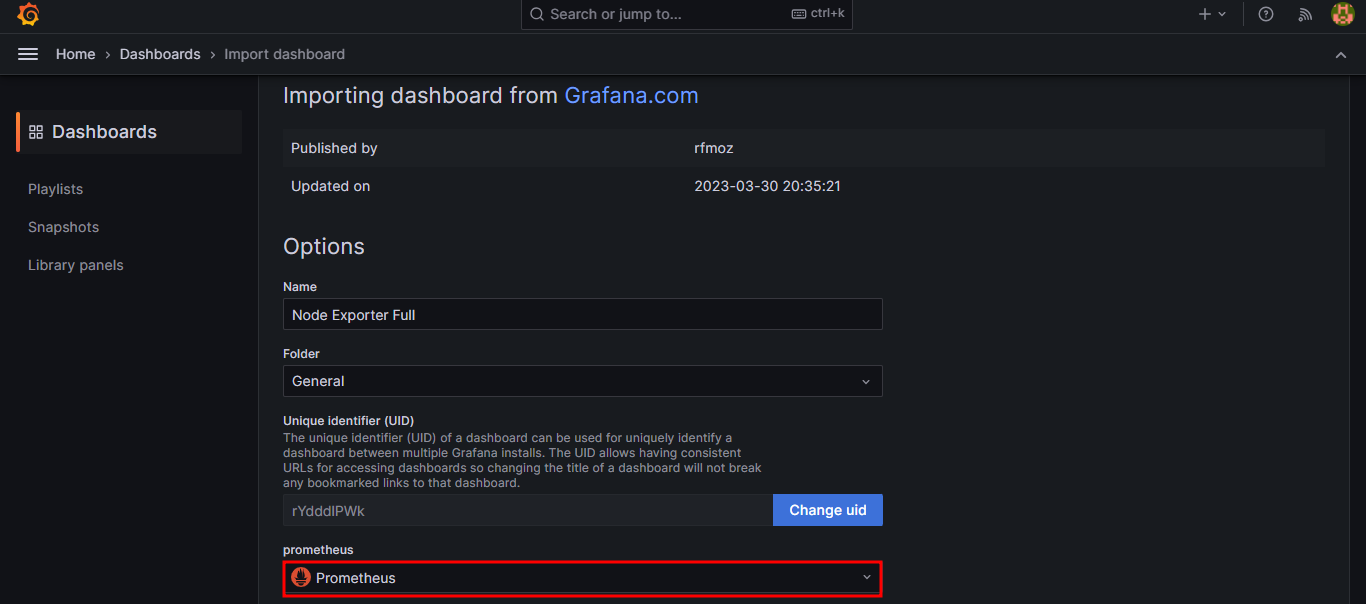 Search or jump to... ctrl+k
Home › Dashboards › Import dashboard
Dashboards
Playlists
Snapshots
Library panels
Importing dashboard from Grafana.com
Published by rfmoz
Updated on 2023-03-30 20:35:21
Options
Name
Node Exporter Full
Folder
General
Unique identifier (UID)
The unique identifier (UID) of a dashboard can be used for uniquely identify a
dashboard between multiple Grafana installs. The UID allows having consistent
URLs for accessing dashboards so changing the title of a dashboard will not break
any bookmarked links to that dashboard.
rYdddlPWk Change uid
prometheus
Prometheus